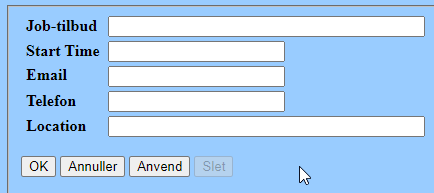 Job-tilbud
Start Time
Email
Telefon
Location
OK Annuller Anvend Slet